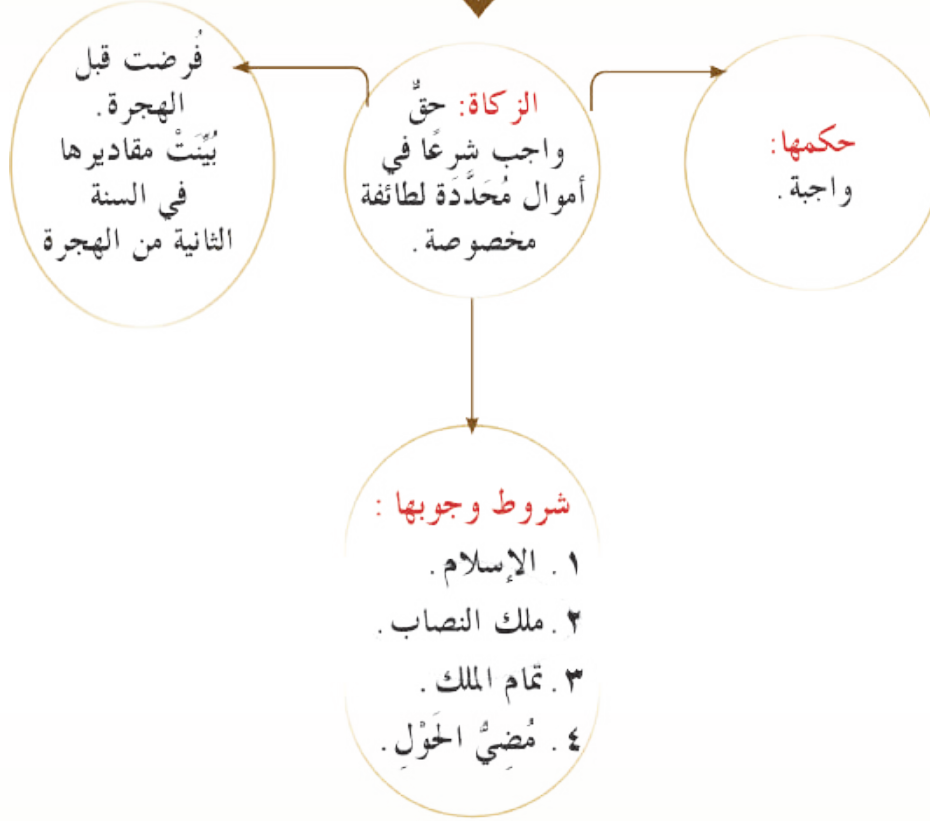 حكمها:
واجبة.
الزكاة: حقٌّ
واجب شرعًا في
أموال مُحَدَّدَة لطائفة
مخصوصة.
فُرضت قبل
الهجرة.
بُيِّنَتْ مقاديرها
في السنة
الثانية من الهجرة
شروط وجوبها :
١. الإسلام.
٢. ملك النصاب.
٣. تمام الملك.
٤. مُضِيُّ الحَوْلِ.